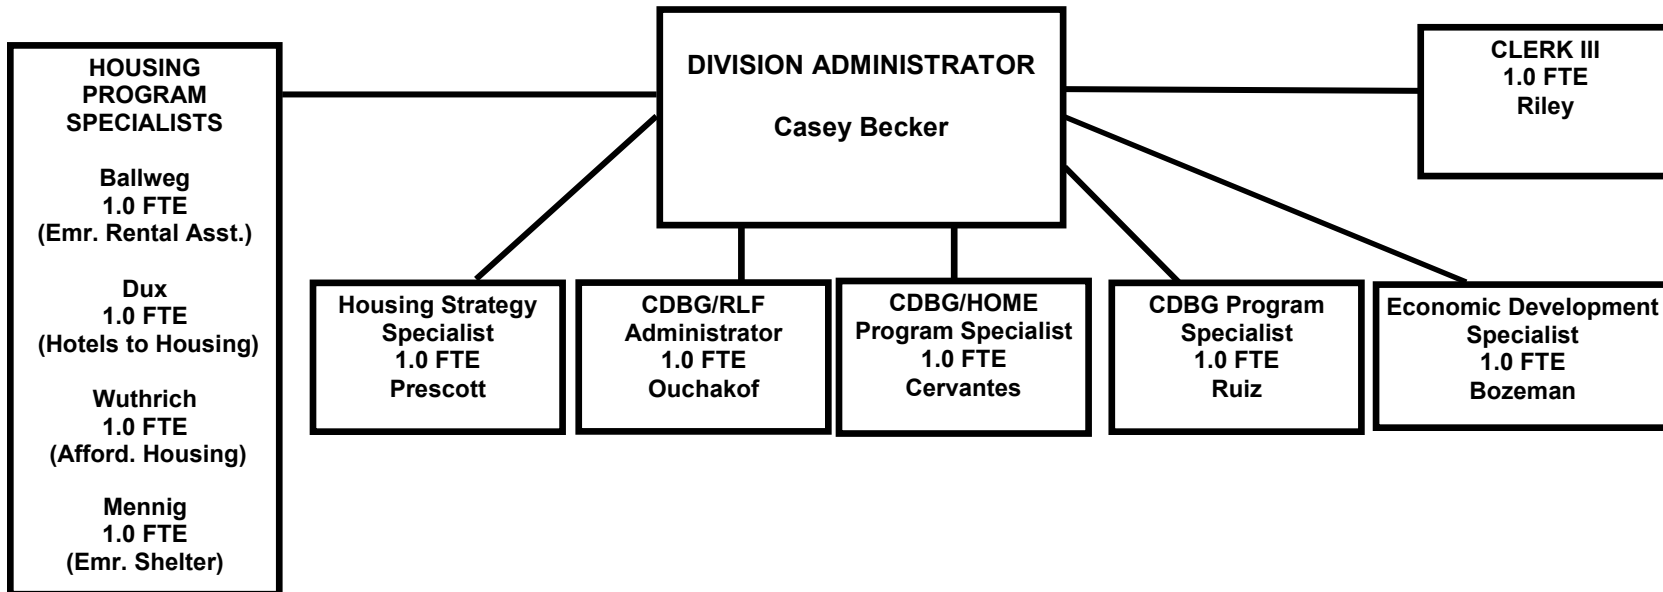 HOUSING
PROGRAM
SPECIALISTS
Ballweg
1.0 FTE
(Emr. Rental Asst.)
Dux
1.0 FTE
(Hotels to Housing)
Wuthrich
1.0 FTE
(Afford. Housing)
Mennig
1.0 FTE
(Emr. Shelter)
DIVISION ADMINISTRATOR
Casey Becker
CLERK III
1.0 FTE
Riley
Housing Strategy
Specialist
1.0 FTE
Prescott
CDBG/RLF
Administrator
1.0 FTE
Ouchakof
CDBG/HOME
Program Specialist
1.0 FTE
Cervantes
CDBG Program
Specialist
1.0 FTE
Ruiz
Economic Development
Specialist
1.0 FTE
Bozeman